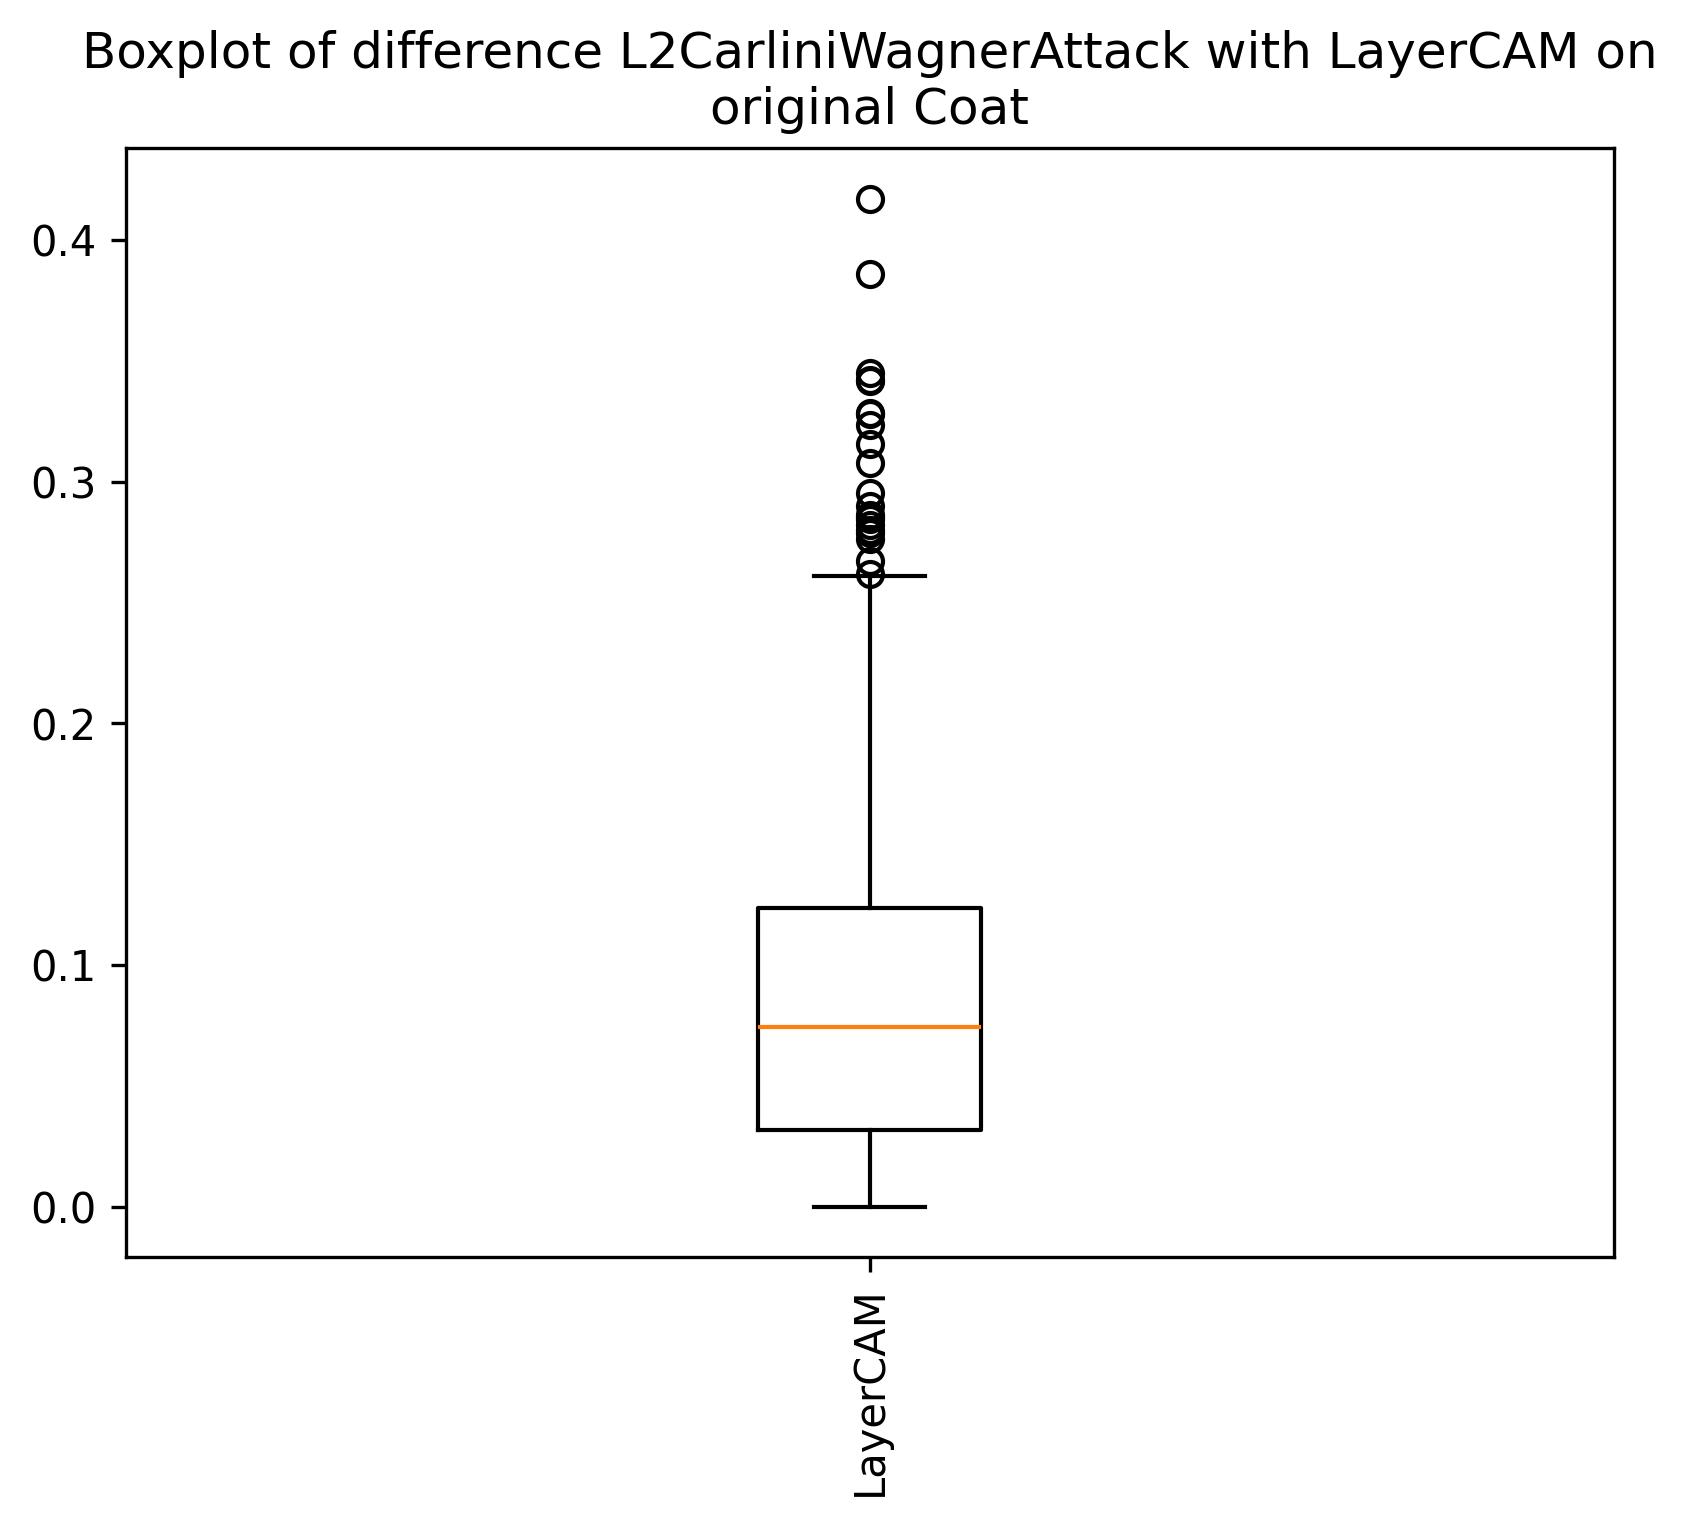 Boxplot of difference L2CarliniWagnerAttack with LayerCAM on
original Coat
0.4
0.3
0.2
0.1
0.0
LayerCAM